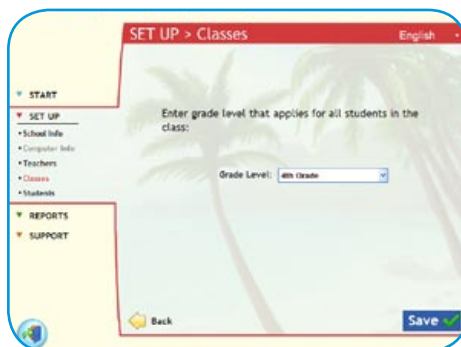 SET UP > Classes
English
START
SET UP
• School Info
• Computer Info
• Teachers
• Classes
• Students
REPORTS
SUPPORT
Enter grade level that applies for all students in the
class:
Grade Level: 4th Grade
Back
Save